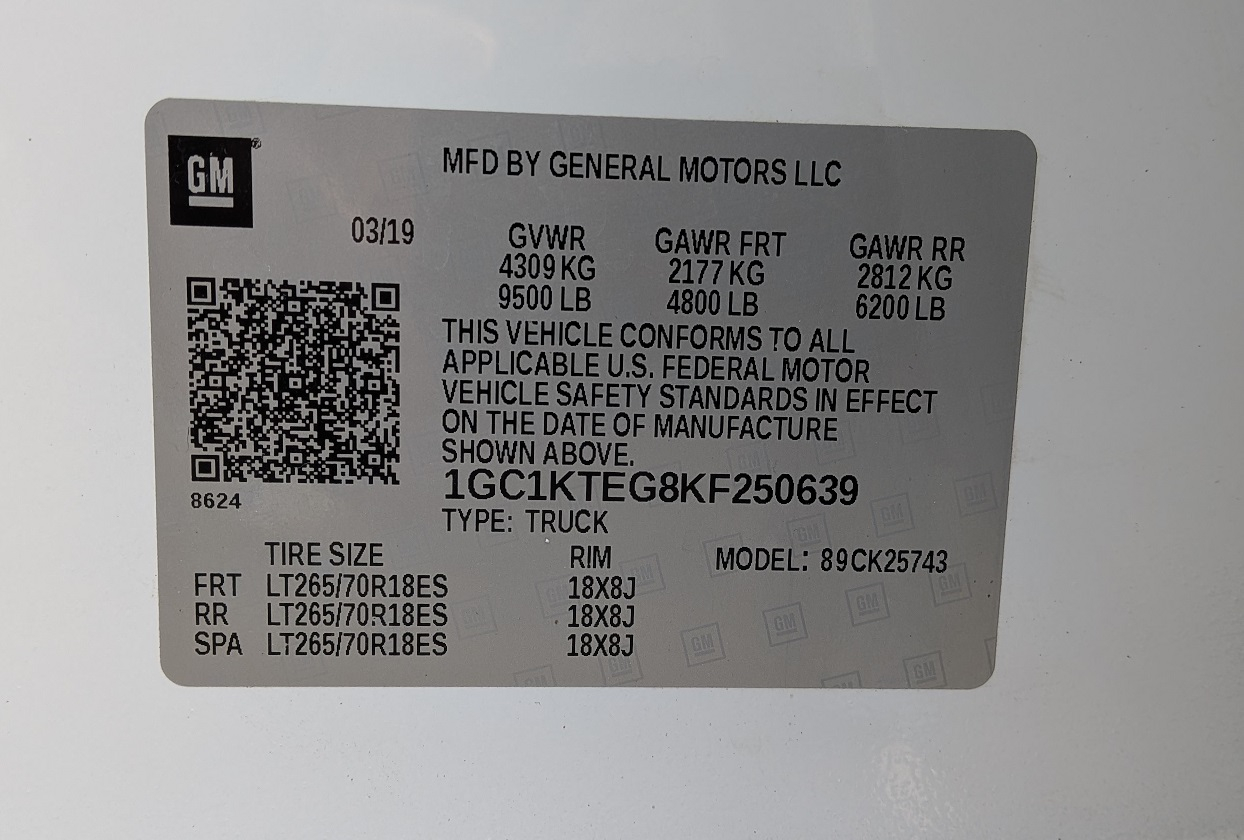 GM
MFD BY GENERAL MOTORS LLC
03/19
GVWR GAWR FRT GAWR RR
4309 KG 2177 KG 2812 KG
9500 LB 4800 LB 6200 LB
THIS VEHICLE CONFORMS TO ALL
APPLICABLE U.S. FEDERAL MOTOR
VEHICLE SAFETY STANDARDS IN EFFECT
ON THE DATE OF MANUFACTURE
SHOWN ABOVE.
1GC1KTEG8KF250639
8624
TYPE: TRUCK
TIRE SIZE RIM MODEL: 89CK25743
FRT LT265/70R18ES 18X8J
RR LT265/70R18ES 18X8J
SPA LT265/70R18ES 18X8J